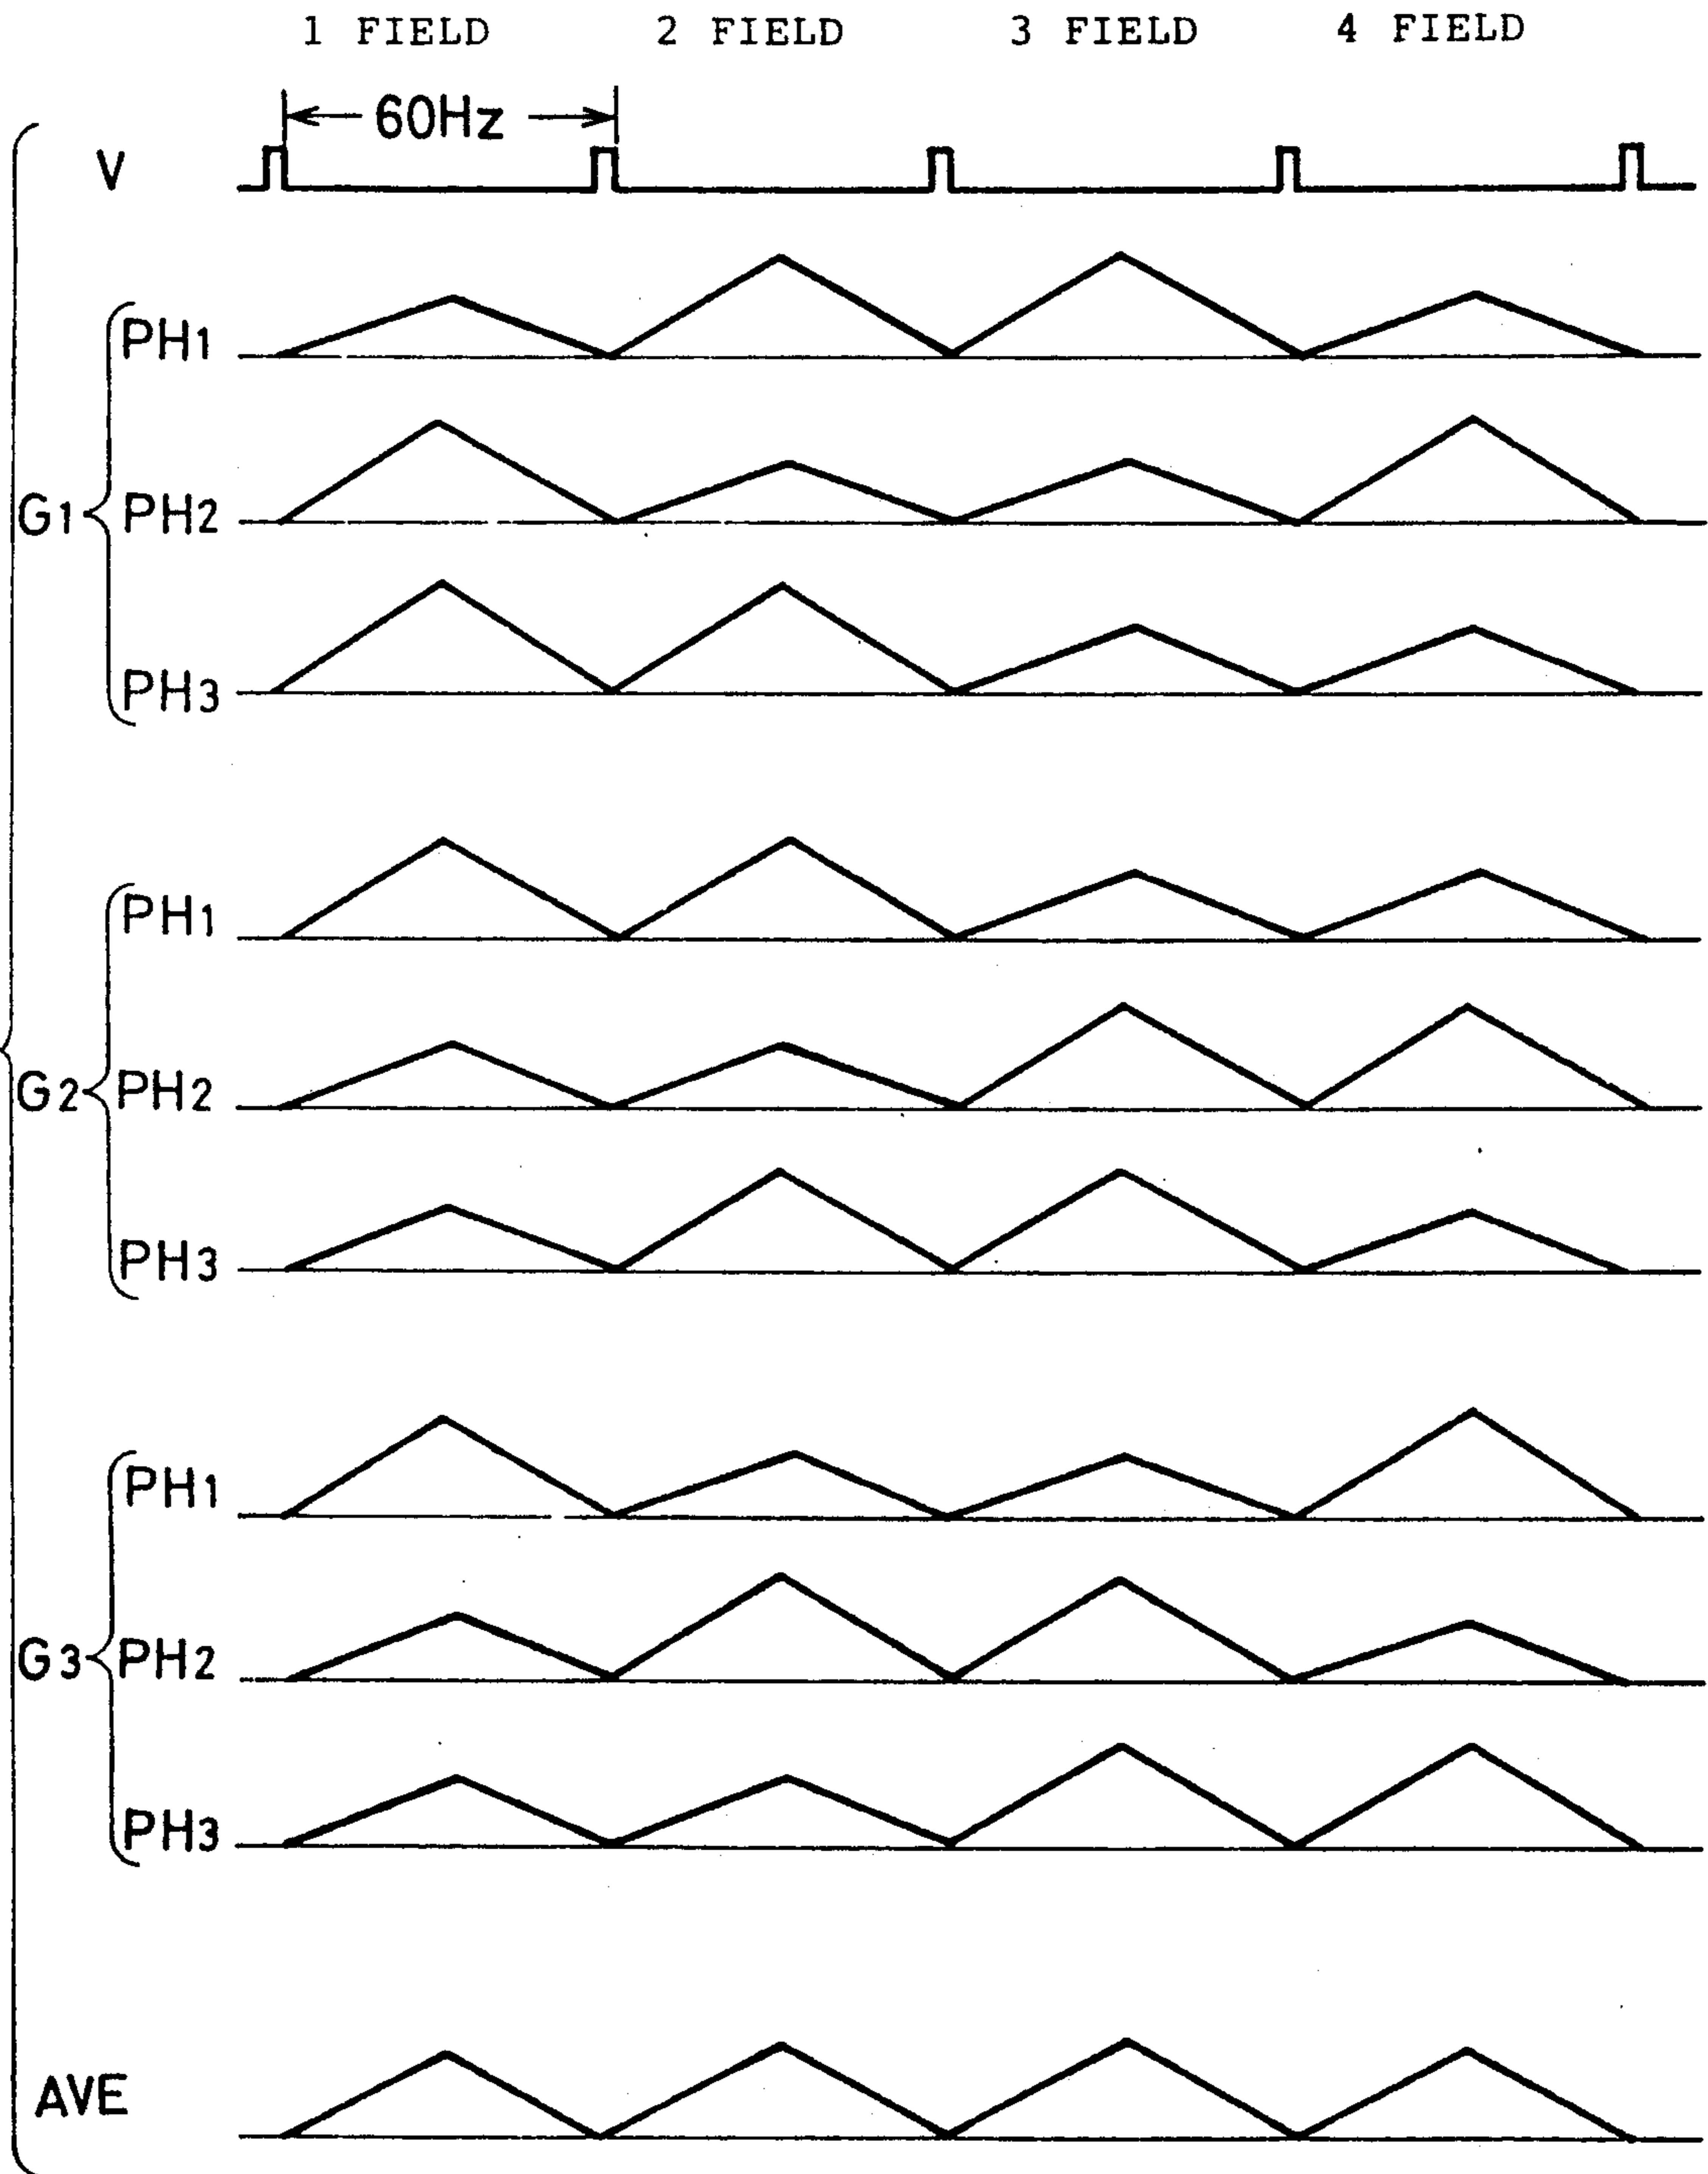 1 FIELD 2 FIELD 3 FIELD 4 FIELD
60Hz
V
PH1
G1 PH2
PH3
PH1
G2 PH2
PH3
PH1
G3 PH2
PH3
AVE